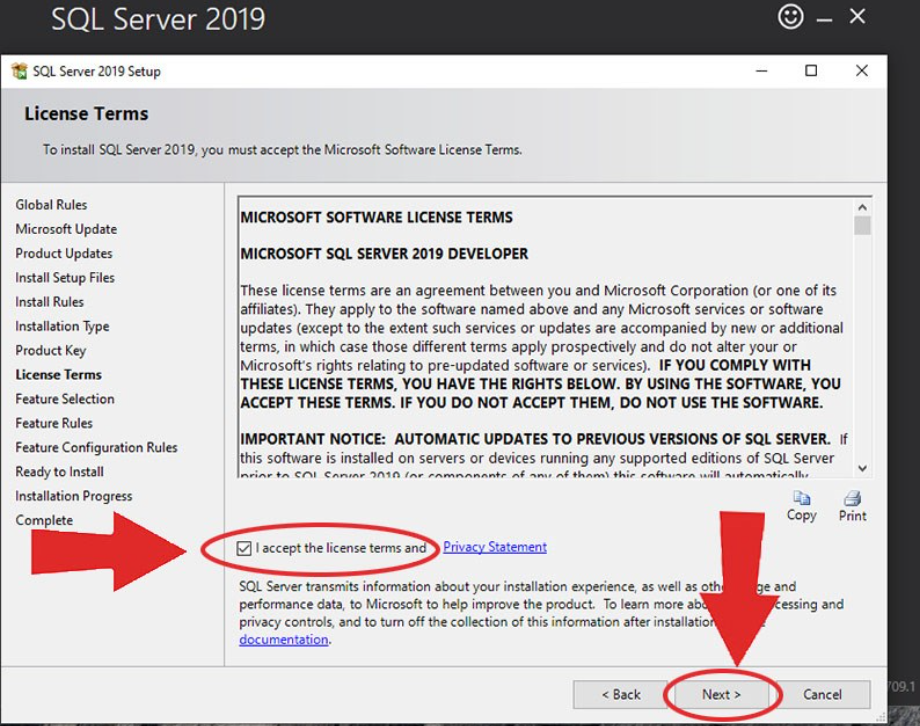 SQL Server 2019
SQL Server 2019 Setup
License Terms
To install SQL Server 2019, you must accept the Microsoft Software License Terms.
Global Rules
Microsoft Update
Product Updates
Install Setup Files
Install Rules
Installation Type
Product Key
License Terms
Feature Selection
Feature Rules
Feature Configuration Rules
Ready to Install
Installation Progress
Complete
MICROSOFT SOFTWARE LICENSE TERMS
MICROSOFT SQL SERVER 2019 DEVELOPER
These license terms are an agreement between you and Microsoft Corporation (or one of its
affiliates). They apply to the software named above and any Microsoft services or software
updates (except to the extent such services or updates are accompanied by new or additional
terms, in which case those different terms apply prospectively and do not alter your or
Microsoft's rights relating to pre-updated software or services). IF YOU COMPLY WITH
THESE LICENSE TERMS, YOU HAVE THE RIGHTS BELOW. BY USING THE SOFTWARE, YOU
ACCEPT THESE TERMS. IF YOU DO NOT ACCEPT THEM, DO NOT USE THE SOFTWARE.
IMPORTANT NOTICE: AUTOMATIC UPDATES TO PREVIOUS VERSIONS OF SQL SERVER. If
this software is installed on servers or devices running any supported editions of SQL Server
prior to SQL Server 2019 (or components of any of them) this software will automatically
Copy
Print
I accept the license terms and Privacy Statement
SQL Server transmits information about your installation experience, as well as and
performance data, to Microsoft to help improve the product. To learn more and
privacy controls, and to turn off the collection of this information after installation
documentation.
< Back
Next >
Cancel
709.1